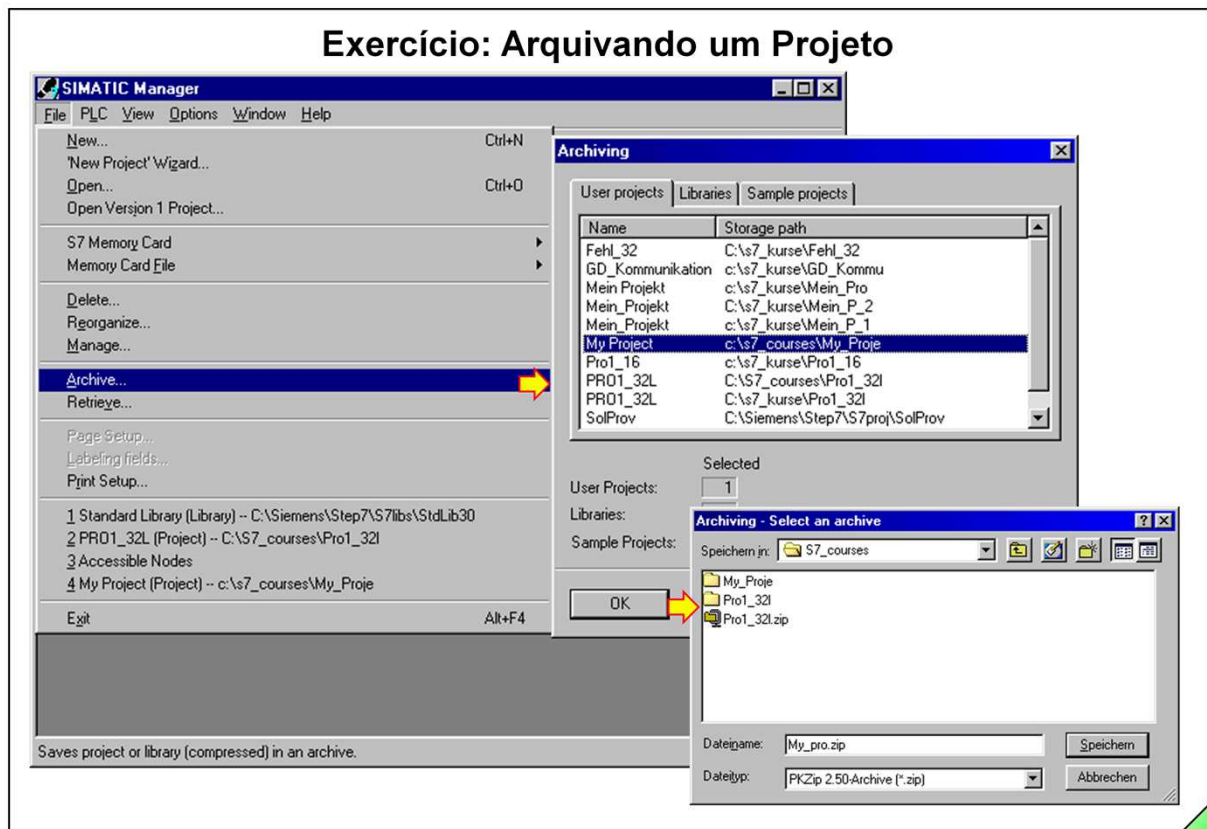 Exercício: Arquivando um Projeto
SIMATIC Manager
File PLC View Options Window Help
New... Ctrl+N
'New Project' Wizard...
Open... Ctrl+O
Open Version 1 Project...
S7 Memory Card
Memory Card File
Delete...
Reorganize...
Manage...
Archive...
Retrieve...
Page Setup...
Labeling fields...
Print Setup...
1 Standard Library (Library) -- C:\Siemens\Step7\S7libs\StdLib30
2 PRO1_32L (Project) -- C:\S7_courses\Pro1_32l
3 Accessible Nodes
4 My Project (Project) -- c:\s7_courses\My_Proje
Exit Alt+F4
Saves project or library (compressed) in an archive.
Archiving
User projects Libraries Sample projects
Name Storage path
Fehl_32 C:\s7_kurse\Fehl_32
GD_Kommunikation c:\s7_kurse\GD_Kommu
Mein Projekt c:\s7_kurse\Mein_Pro
Mein_Projekt C:\s7_kurse\Mein_P_2
Mein_Projekt c:\s7_kurse\Mein_P_1
My Project c:\s7_courses\My_Proje
Pro1_16 c:\s7_kurse\Pro1_16
PRO1_32L C:\S7_courses\Pro1_32l
PRO1_32L c:\s7_kurse\Pro1_32l
SolProv C:\Siemens\Step7\S7proj\SolProv
Selected
User Projects: 1
Libraries:
Sample Projects:
OK
Archiving - Select an archive
Speichern in: S7_courses
My_Proje
Pro1_32l
Pro1_32l.zip
Dateiname: My_pro.zip Speichern
Dateityp: PKZip 2.50-Archive (*.zip) Abbrechen